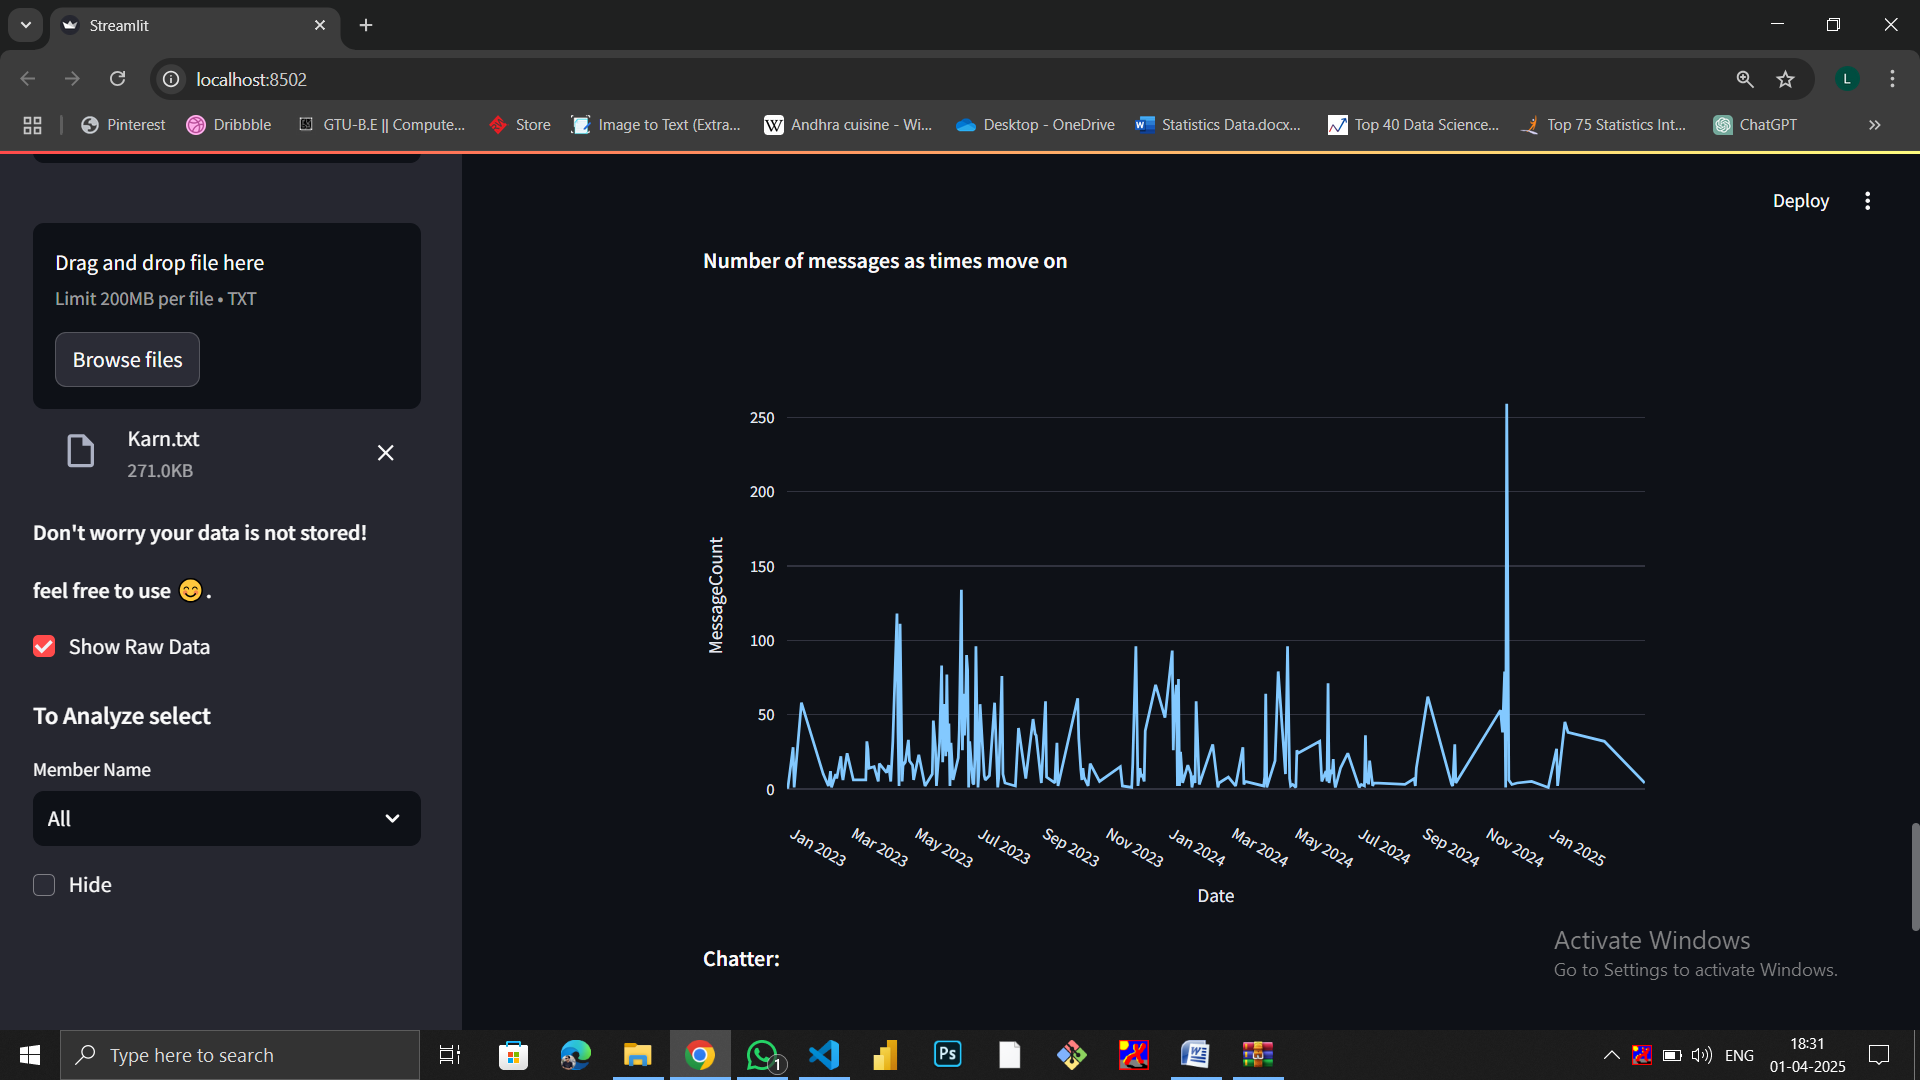 Streamlit
localhost:8502
L
Pinterest
Dribbble
GTU-B.E || Compute...
Store
Image to Text (Extra...
W
Andhra cuisine - Wi...
Desktop - OneDrive
Statistics Data.docx...
Top 40 Data Science...
Top 75 Statistics Int...
ChatGPT
Deploy
Drag and drop file here
Limit 200MB per file • TXT
Browse files
Karn.txt
271.0KB
Don't worry your data is not stored!
feel free to use 😊 .
Show Raw Data
To Analyze select
Member Name
All
Hide
Number of messages as times move on
250
200
150
100
50
0
MessageCount
Jan 2023
Mar 2023
May 2023
Jul 2023
Sep 2023
Nov 2023
Jan 2024
Mar 2024
May 2024
Jul 2024
Sep 2024
Nov 2024
Jan 2025
Date
Chatter:
Activate Windows
Go to Settings to activate Windows.
Type here to search
1
Ps
W
ENG
18:31
01-04-2025